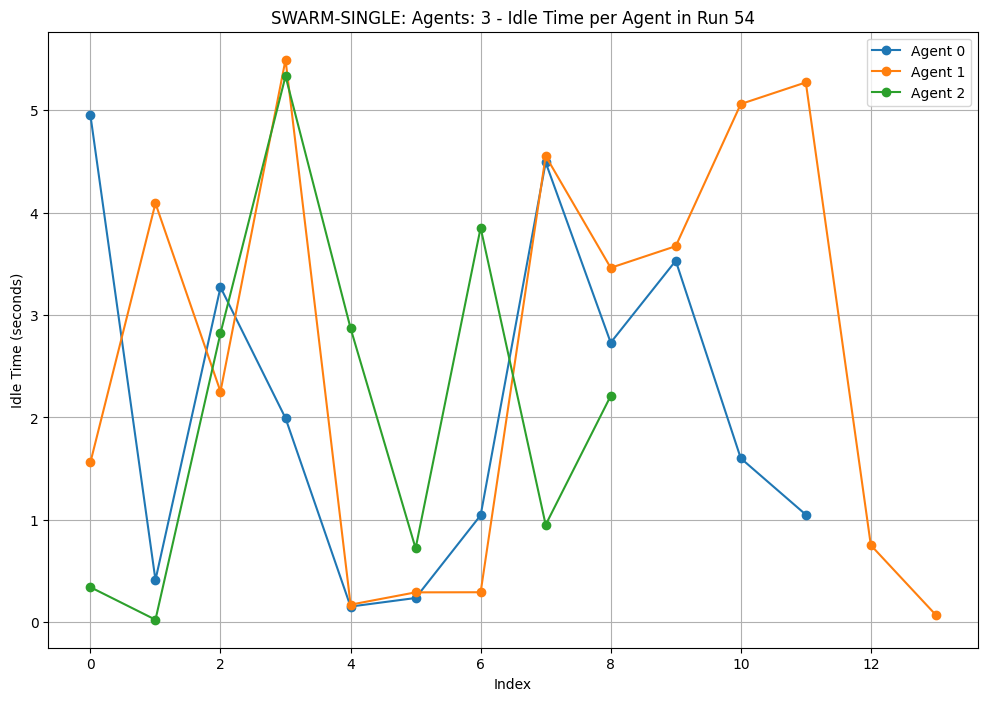 SWARM-SINGLE: Agents: 3 - Idle Time per Agent in Run 54
Agent 0
Agent 1
Agent 2
Idle Time (seconds)
5
4
3
2
1
0
0 2 4 6 8 10 12
Index